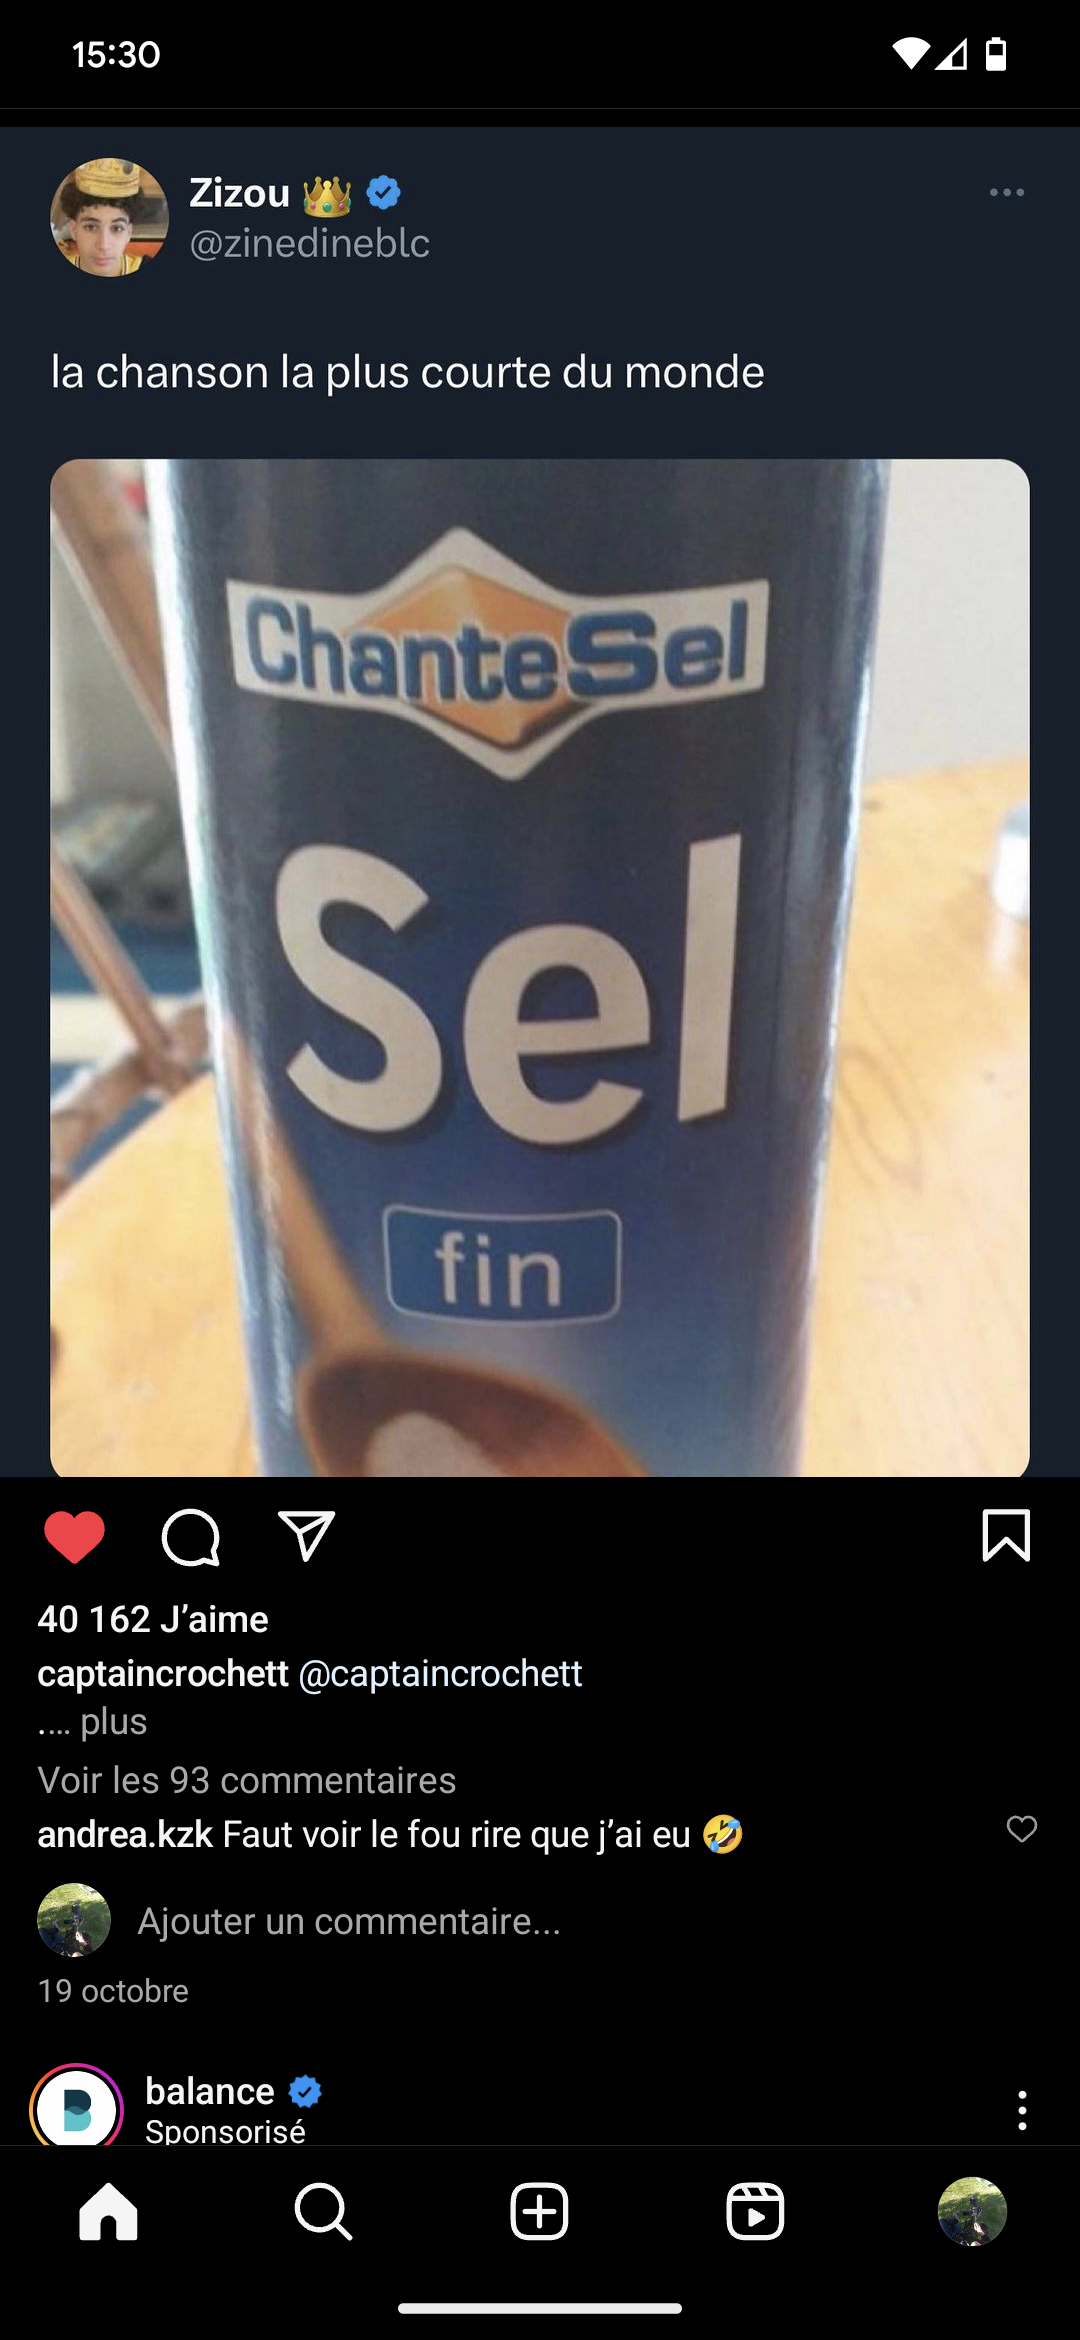 15:30
Zizou 👑
@zinedineblc
la chanson la plus courte du monde
ChanteSel
Sel
fin
40 162 J’aime
captaincrochett @captaincrochett
.... plus
Voir les 93 commentaires
andrea.kzk Faut voir le fou rire que j’ai eu 🤣
Ajouter un commentaire...
19 octobre
balance
Sponsorisé